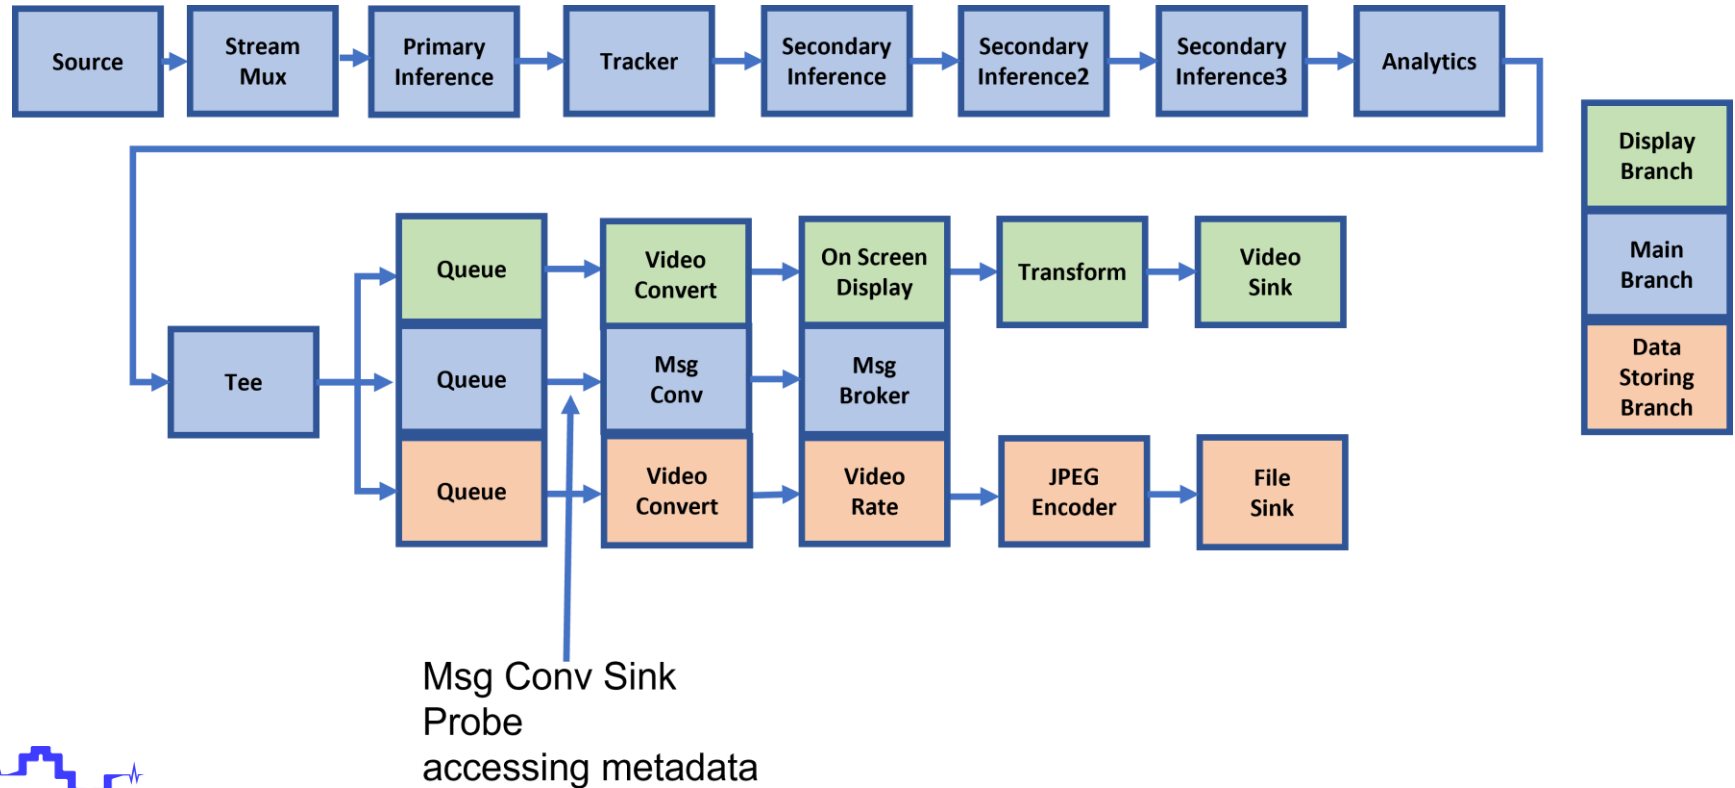 Source
Stream
Mux
Primary
Inference
Tracker
Secondary
Inference
Secondary
Inference2
Secondary
Inference3
Analytics
Display
Branch
Main
Branch
Data
Storing
Branch
Queue
Video
Convert
On Screen
Display
Transform
Video
Sink
Tee
Queue
Msg
Conv
Msg
Broker
Queue
Video
Convert
Video
Rate
JPEG
Encoder
File
Sink
Msg Conv Sink
Probe
accessing metadata